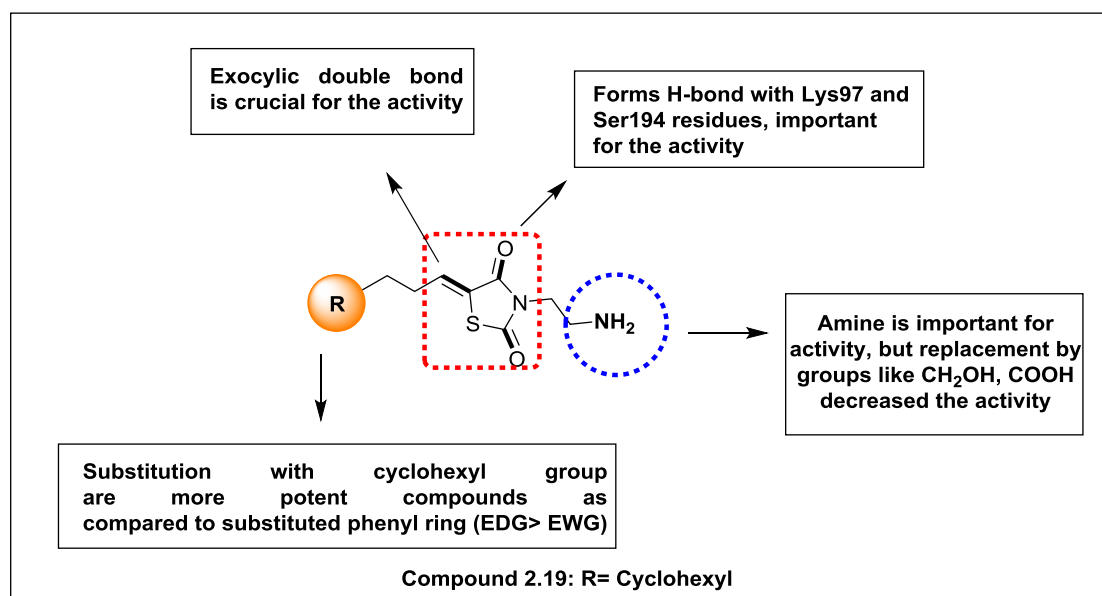 Exocylic double bond
is crucial for the activity
Forms H-bond with Lys97 and
Ser194 residues, important
for the activity
O
R
N
S
NH2
O
Amine is important for
activity, but replacement by
groups like CH2OH, COOH
decreased the activity
Substitution with cyclohexyl group
are more potent compounds as
compared to substituted phenyl ring (EDG> EWG)
Compound 2.19: R= Cyclohexyl